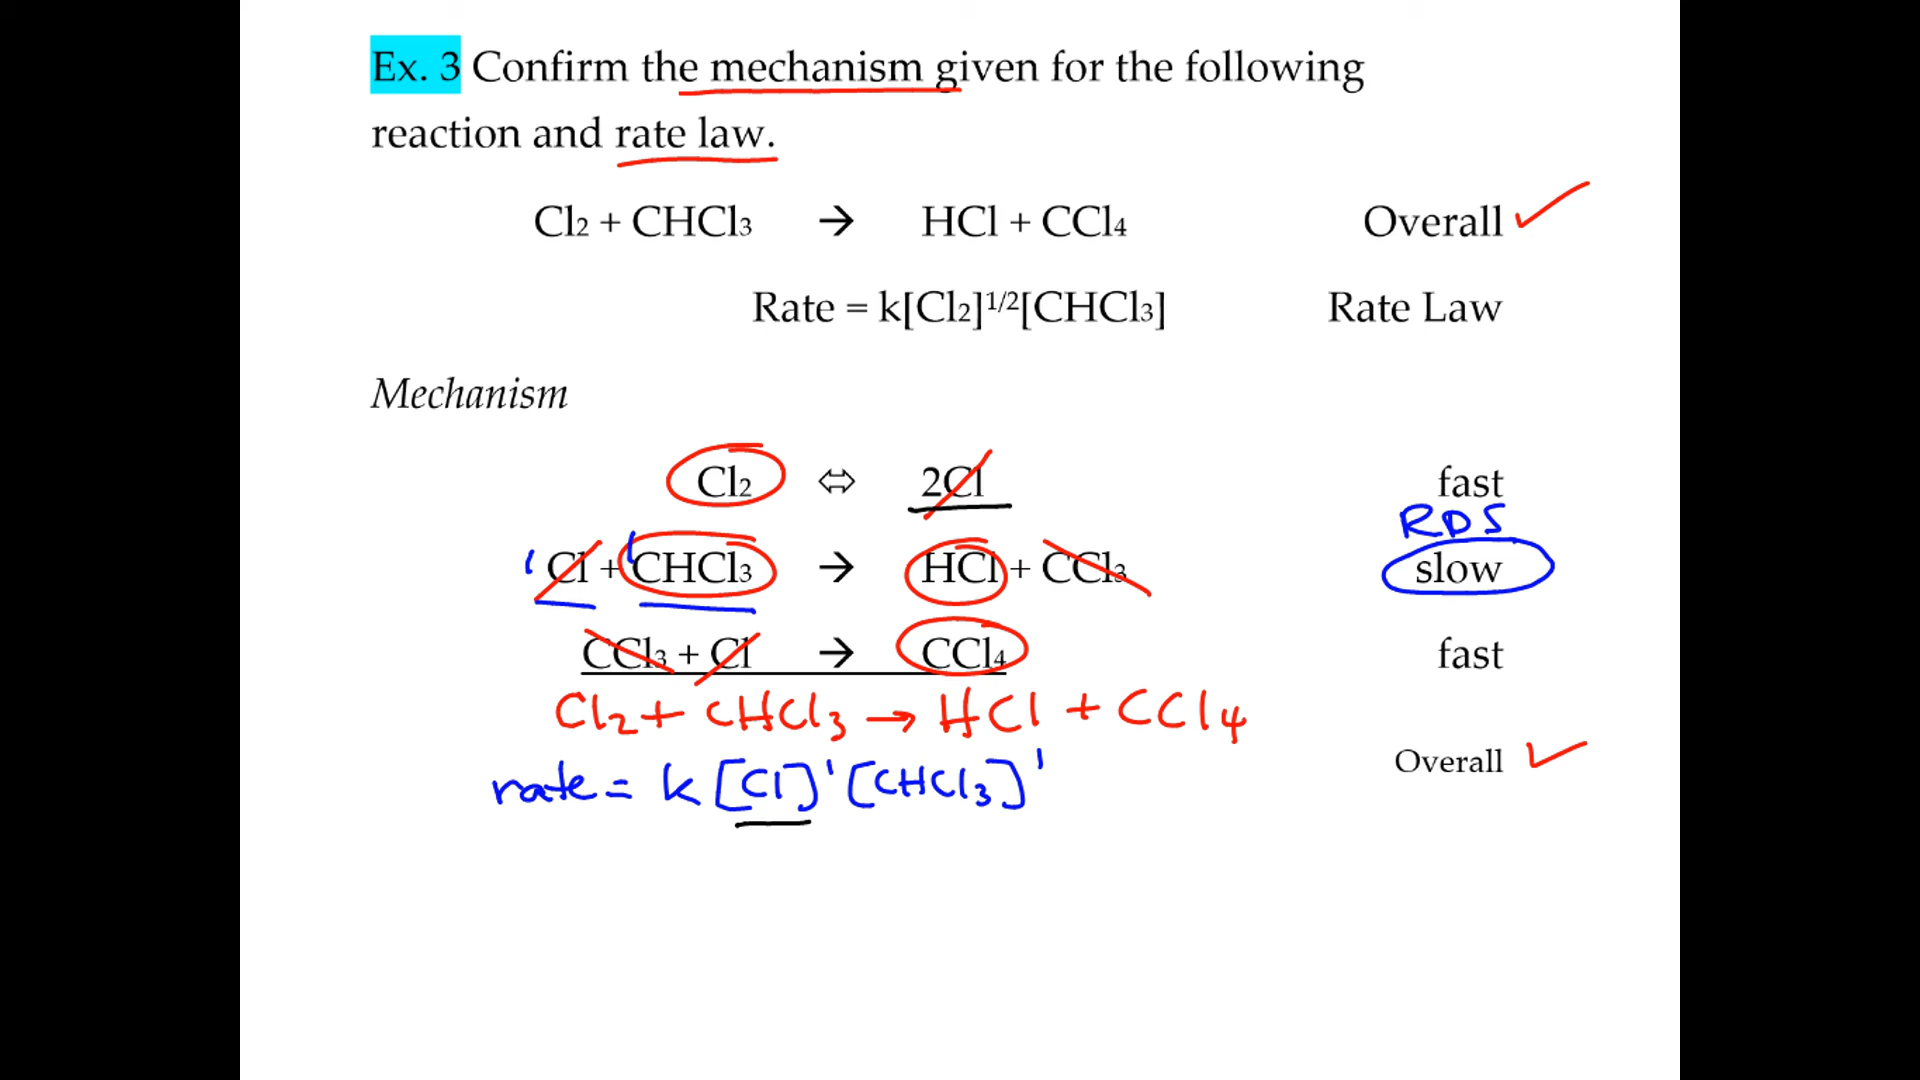 Ex. 3 Confirm the mechanism given for the following
reaction and rate law.
Cl2 + CHCl3 → HCl + CCl4 Overall ✓
Rate = k[Cl2]1/2[CHCl3] Rate Law
Mechanism
Cl2 ⇔ 2Cl fast
RDS
1 Cl + 1 CHCl3 → HCl + CCl3 slow
CCl3 + Cl → CCl4 fast
Cl2 + CHCl3 → HCl + CCl4
Overall ✓
rate = k [Cl]1 [CHCl3]1